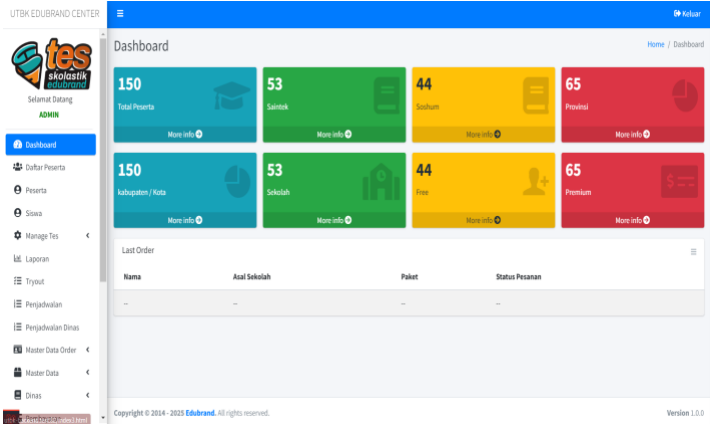 UTBK EDUBRAND CENTER
Keluar
tes
skolastik
edubrand
Selamat Datang
ADMIN
Dashboard
Daftar Peserta
Peserta
Siswa
Manage Tes
Laporan
Tryout
Penjadwalan
Penjadwalan Dinas
Master Data Order
Master Data
Dinas
Pembayaran
Dashboard
Home / Dashboard
150
Total Peserta
More info
53
Saintek
More info
44
Soshum
More info
65
Provinsi
More info
150
kabupaten / Kota
More info
53
Sekolah
More info
44
Free
More info
65
Premium
More info
Last Order
Nama Asal Sekolah Paket Status Pesanan
-- -- -- --
Copyright © 2014 - 2025 Edubrand. All rights reserved.
Version 1.0.0